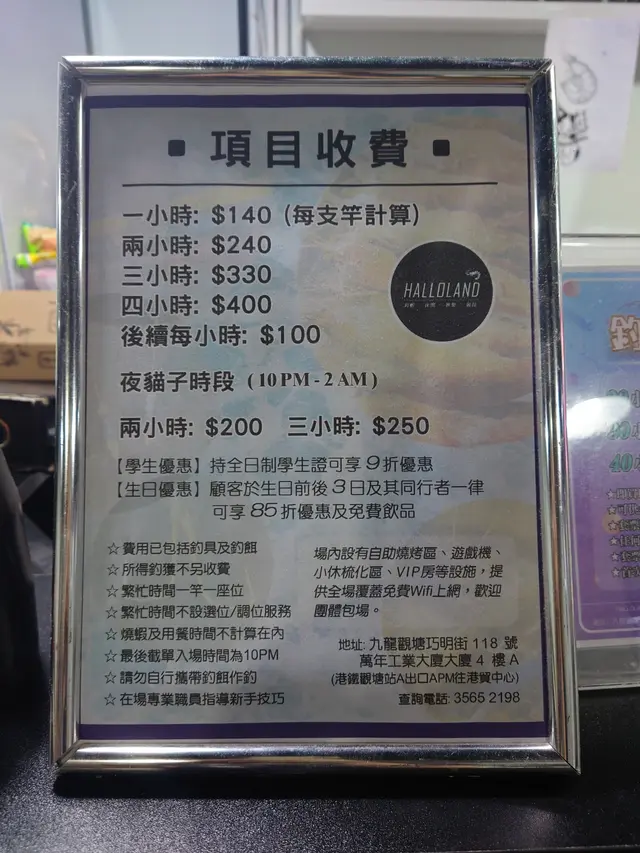 ▪ 項目收費 ▪
一小時: $140 (每支竿計算)
兩小時: $240
三小時: $330
四小時: $400
後續每小時: $100
HALLOLAND
夜貓子時段 (10PM-2AM)
兩小時: $200 三小時: $250
【學生優惠】持全日制學生證可享9折優惠
【生日優惠】顧客於生日前後3日及其同行者一律
可享85折優惠及免費飲品
☆費用已包括釣具及釣餌
☆所得釣獲不另收費
☆繁忙時間一竿一座位
☆繁忙時間不設選位/調位服務
☆燒蝦及用餐時間不計算在內
☆最後截單入場時間為10PM
☆請勿自行攜帶釣餌作釣
☆在場專業職員指導新手技巧
場內設有自助燒烤區、遊戲機、
小休梳化區、VIP房等設施，提
供全場覆蓋免費Wifi上網，歡迎
團體包場。
地址: 九龍觀塘巧明街 118 號
萬年工業大廈大廈 4 樓 A
(港鐵觀塘站A出口APM往港貿中心)
查詢電話: 3565 2198
釣
40